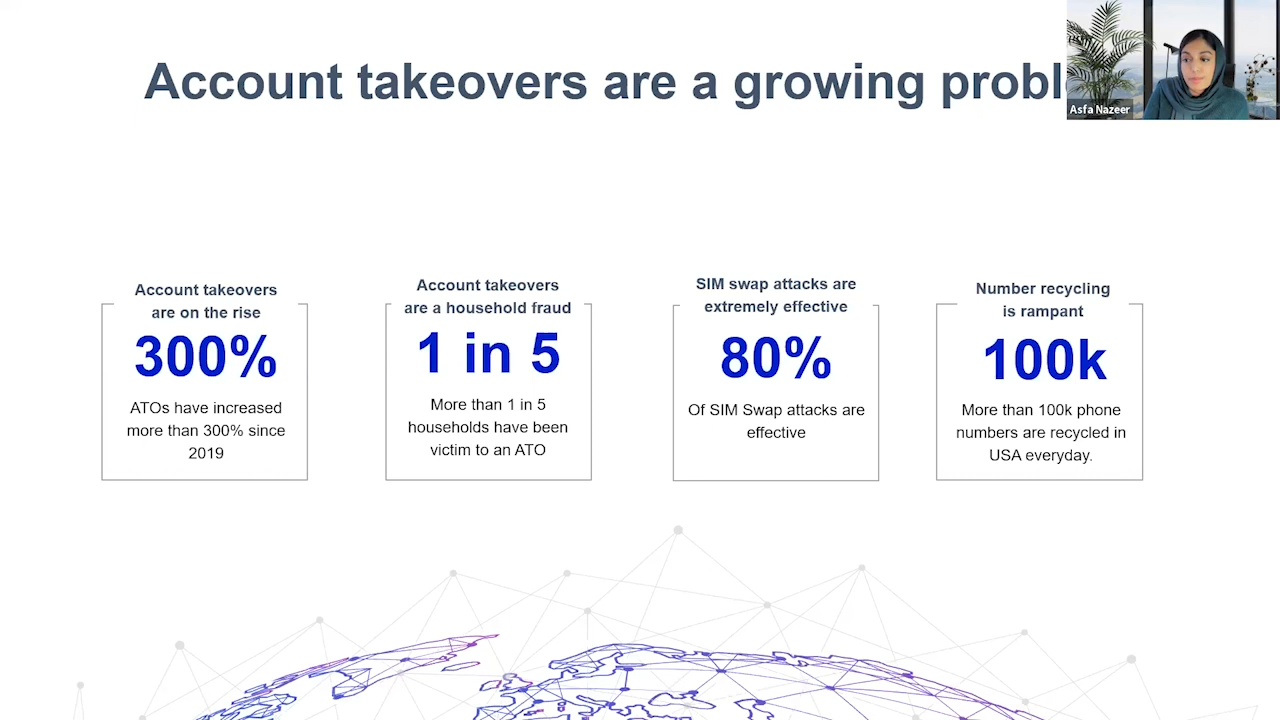 Account takeovers are a growing probl
Asfa Nazeer
Account takeovers
are on the rise
300%
ATOs have increased
more than 300% since
2019
Account takeovers
are a household fraud
1 in 5
More than 1 in 5
households have been
victim to an ATO
SIM swap attacks are
extremely effective
80%
Of SIM Swap attacks are
effective
Number recycling
is rampant
100k
More than 100k phone
numbers are recycled in
USA everyday.